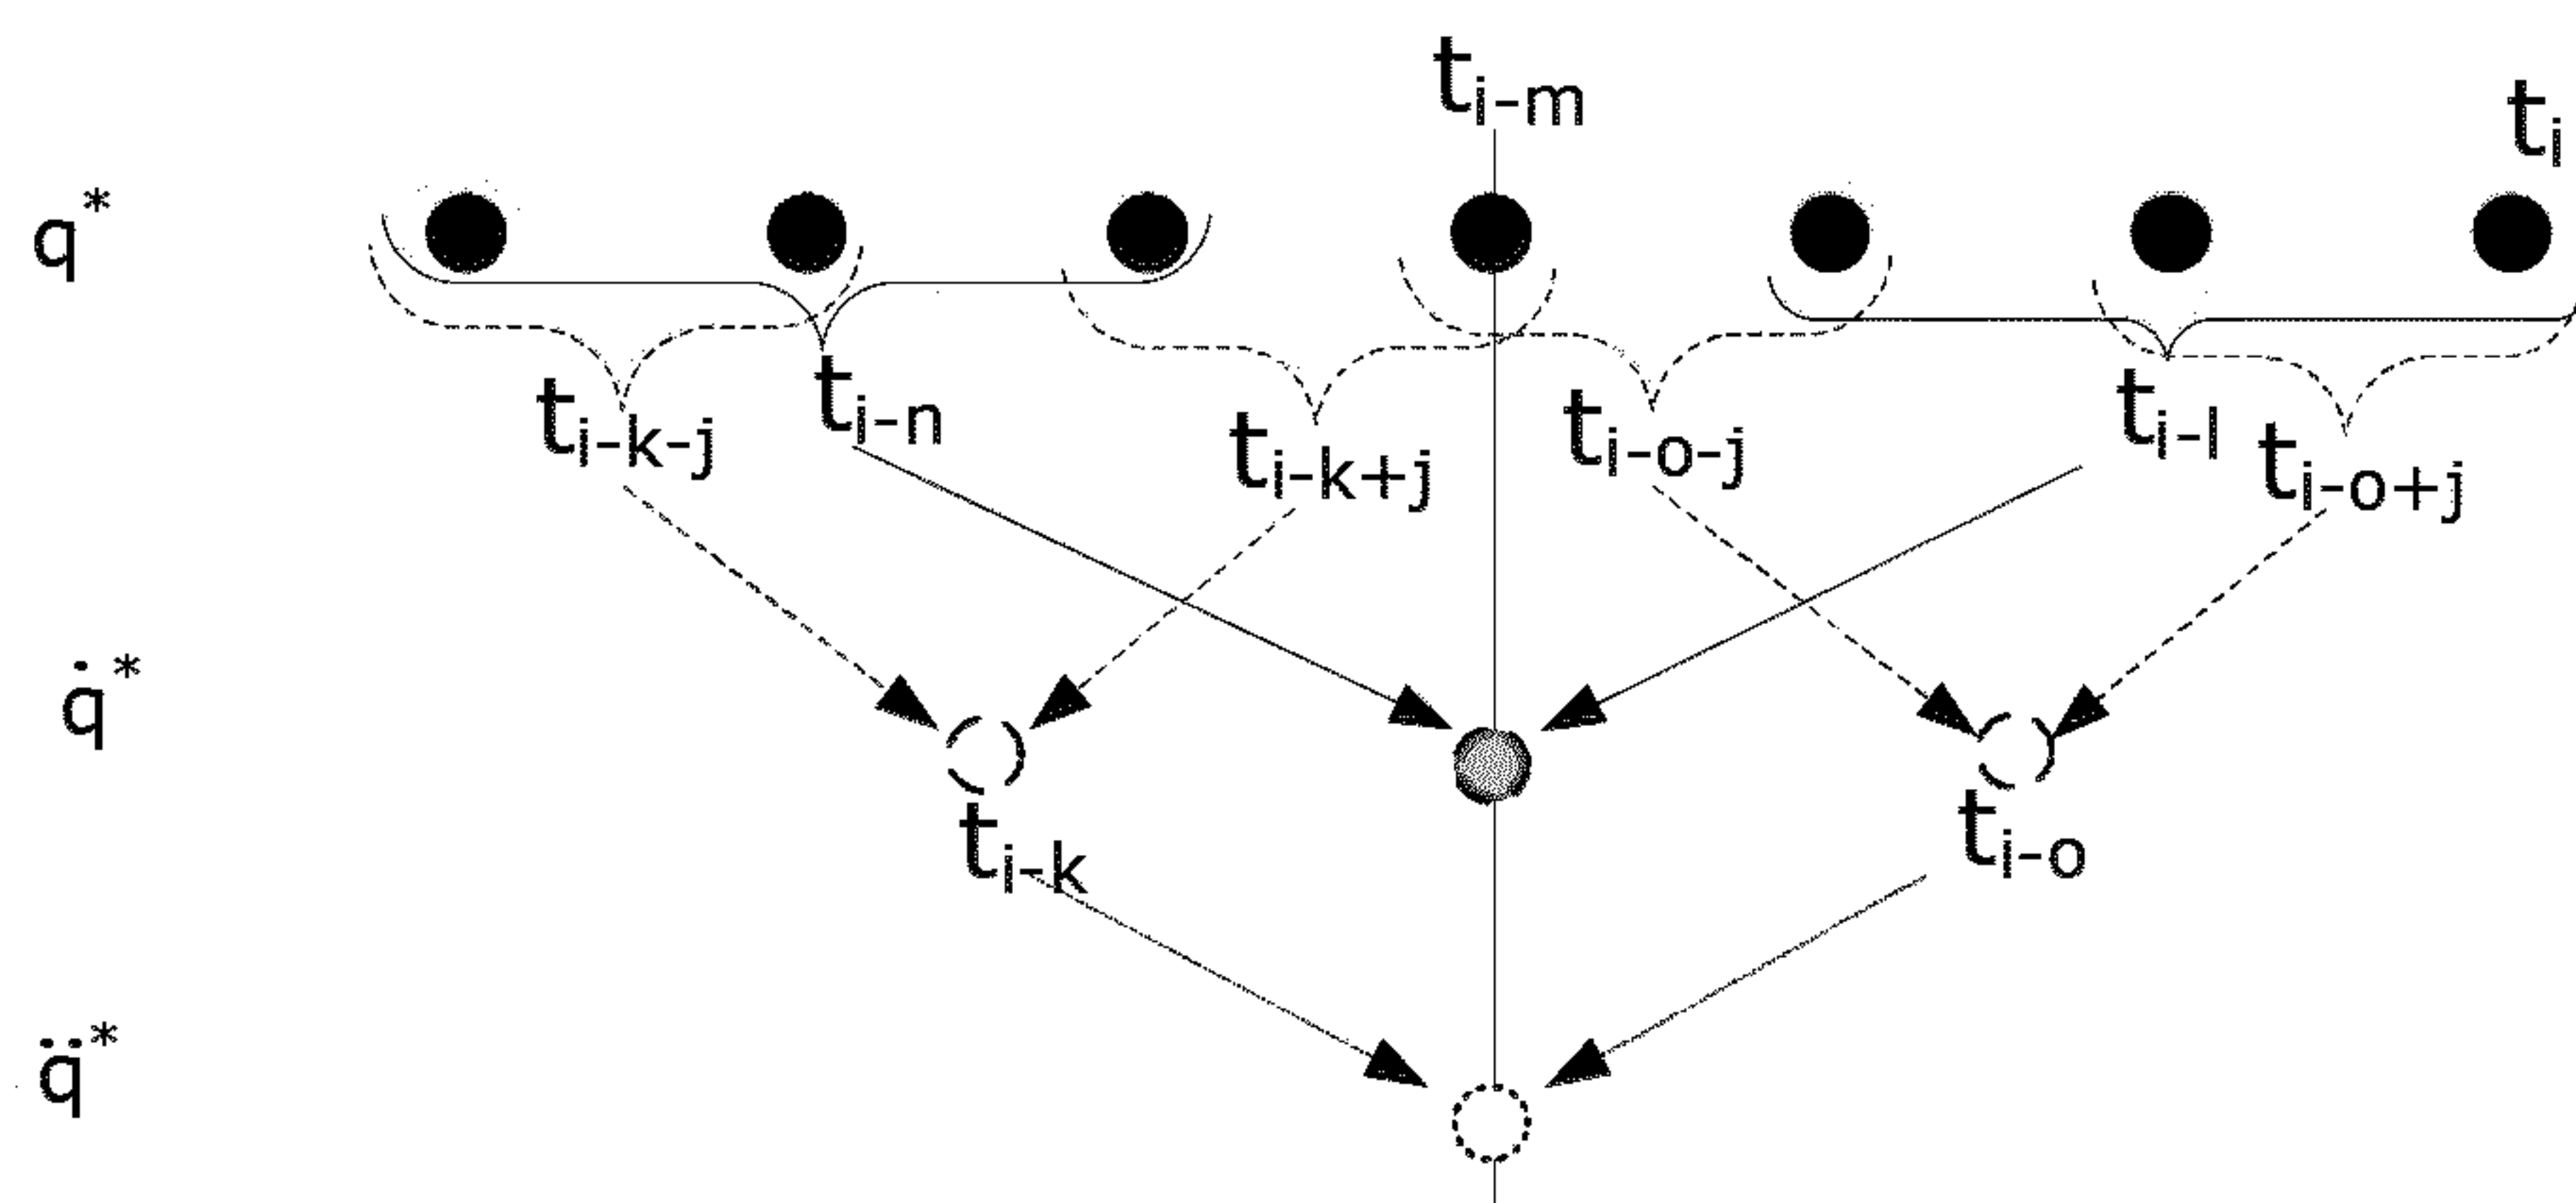 t_{i-m}
t_i
q^*
t_{i-k-j} t_{i-n} t_{i-k+j} t_{i-o-j} t_{i-l} t_{i-o+j}
q̇^*
t_{i-k} t_{i-o}
q̈^*